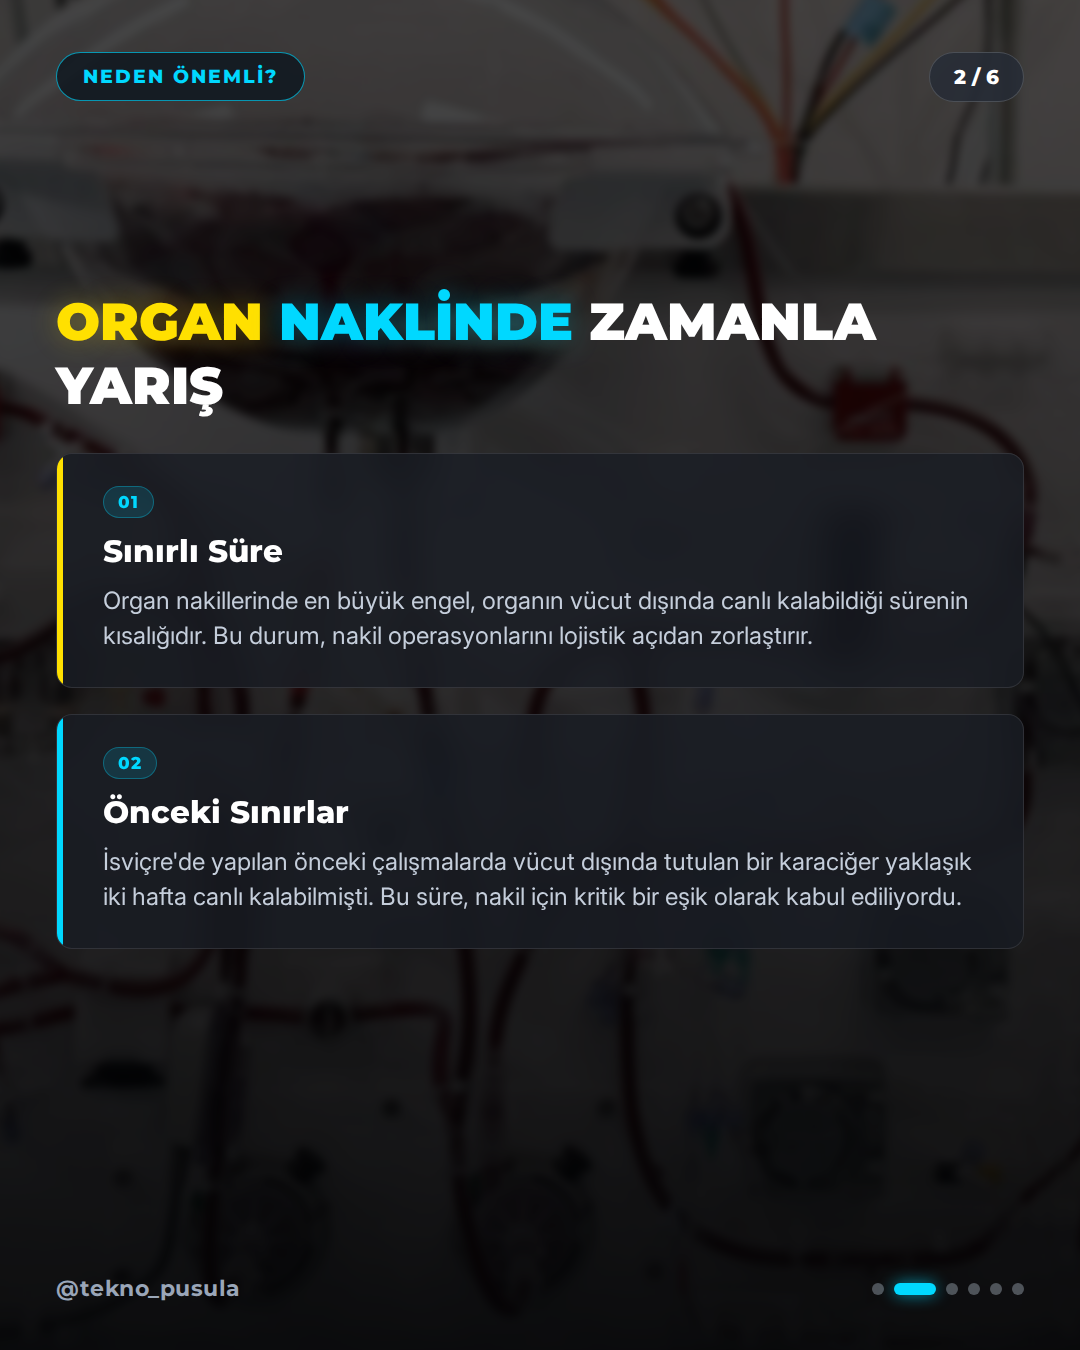 NEDEN ÖNEMLİ?
2 / 6
ORGAN NAKLİNDE ZAMANLA
YARIŞ
01
Sınırlı Süre
Organ nakillerinde en büyük engel, organın vücut dışında canlı kalabildiği sürenin
kısalığıdır. Bu durum, nakil operasyonlarını lojistik açıdan zorlaştırır.
02
Önceki Sınırlar
İsviçre'de yapılan önceki çalışmalarda vücut dışında tutulan bir karaciğer yaklaşık
iki hafta canlı kalabilmişti. Bu süre, nakil için kritik bir eşik olarak kabul ediliyordu.
@tekno_pusula